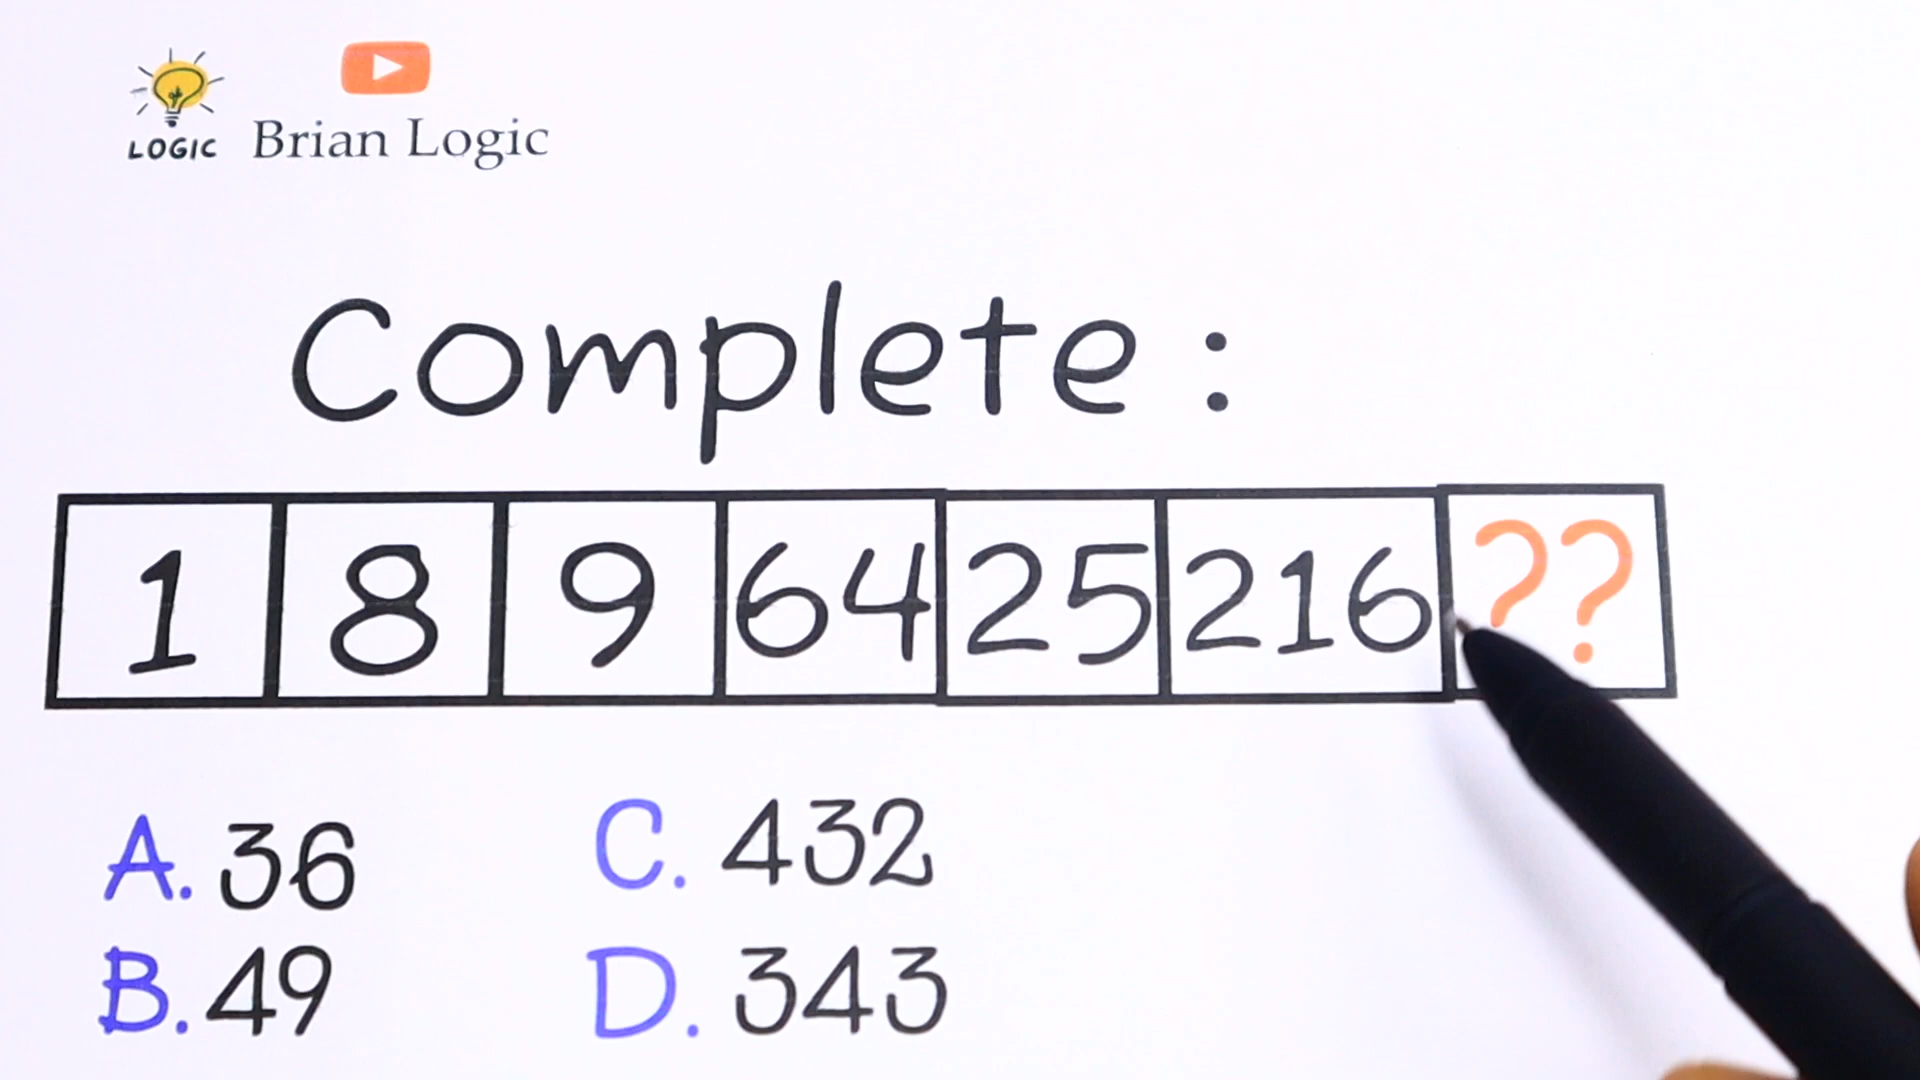 LOGIC Brian Logic
Complete :
1 8 9 64 25 216 ??
A. 36 C. 432
B. 49 D. 343